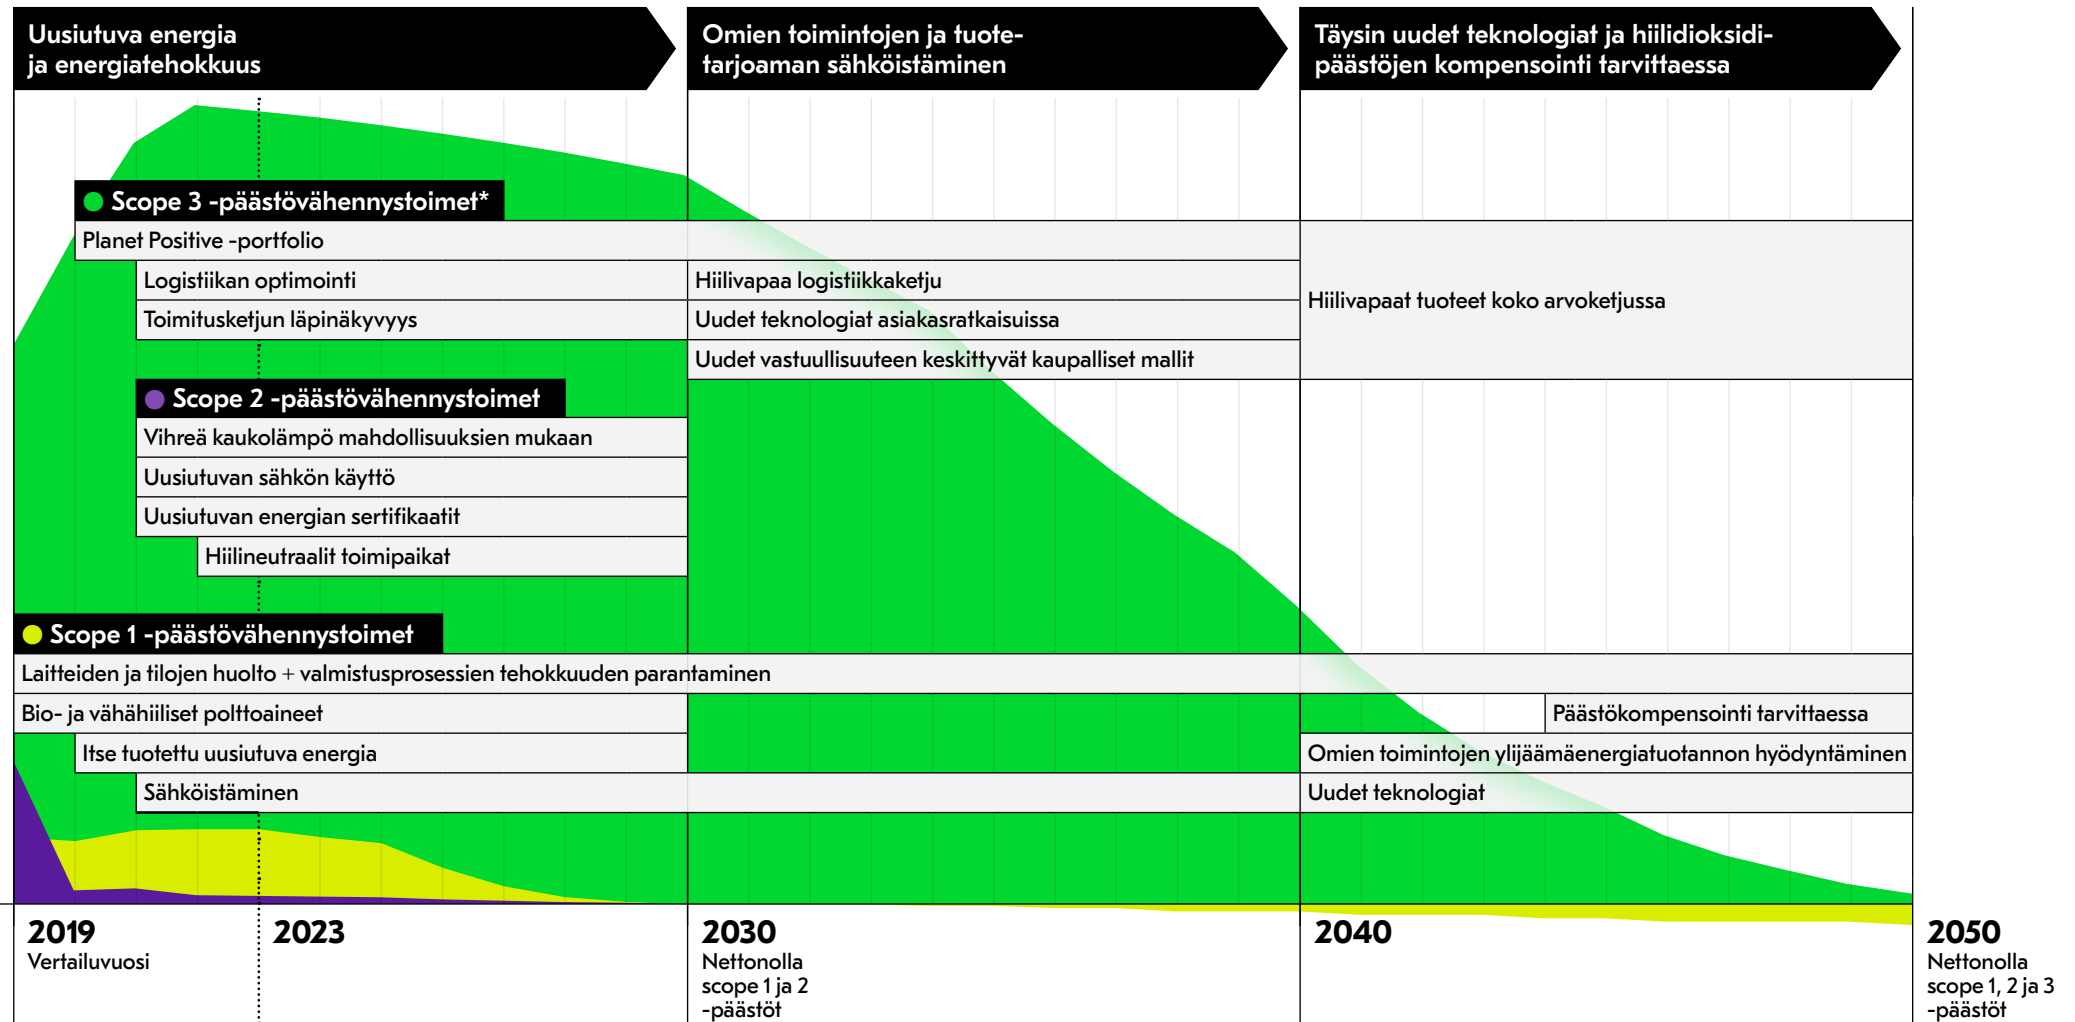 Uusiutuva energia
ja energiatehokkuus
Omien toimintojen ja tuote-
tarjoaman sähköistäminen
Täysin uudet teknologiat ja hiilidioksidi-
päästöjen kompensointi tarvittaessa
Scope 3 -päästövähennystoimet*
Planet Positive -portfolio
Logistiikan optimointi
Hiilivapaa logistiikkaketju
Hiilivapaat tuoteet koko arvoketjussa
Toimitusketjun läpinäkyvyys
Uudet teknologiat asiakasratkaisuissa
Uudet vastuullisuuteen keskittyvät kaupalliset mallit
Scope 2 -päästövähennystoimet
Vihreä kaukolämpö mahdollisuuksien mukaan
Uusiutuvan sähkön käyttö
Uusiutuvan energian sertifikaatit
Hiilineutraalit toimipaikat
Scope 1 -päästövähennystoimet
Laitteiden ja tilojen huolto + valmistusprosessien tehokkuuden parantaminen
Bio- ja vähähiiliset polttoaineet
Päästökompensointi tarvittaessa
Itse tuotettu uusiutuva energia
Omien toimintojen ylijäämäenergiatuotannon hyödyntäminen
Sähköistäminen
Uudet teknologiat
2019
Vertailuvuosi
2023
2030
Nettonolla
scope 1 ja 2
-päästöt
2040
2050
Nettonolla
scope 1, 2 ja 3
-päästöt